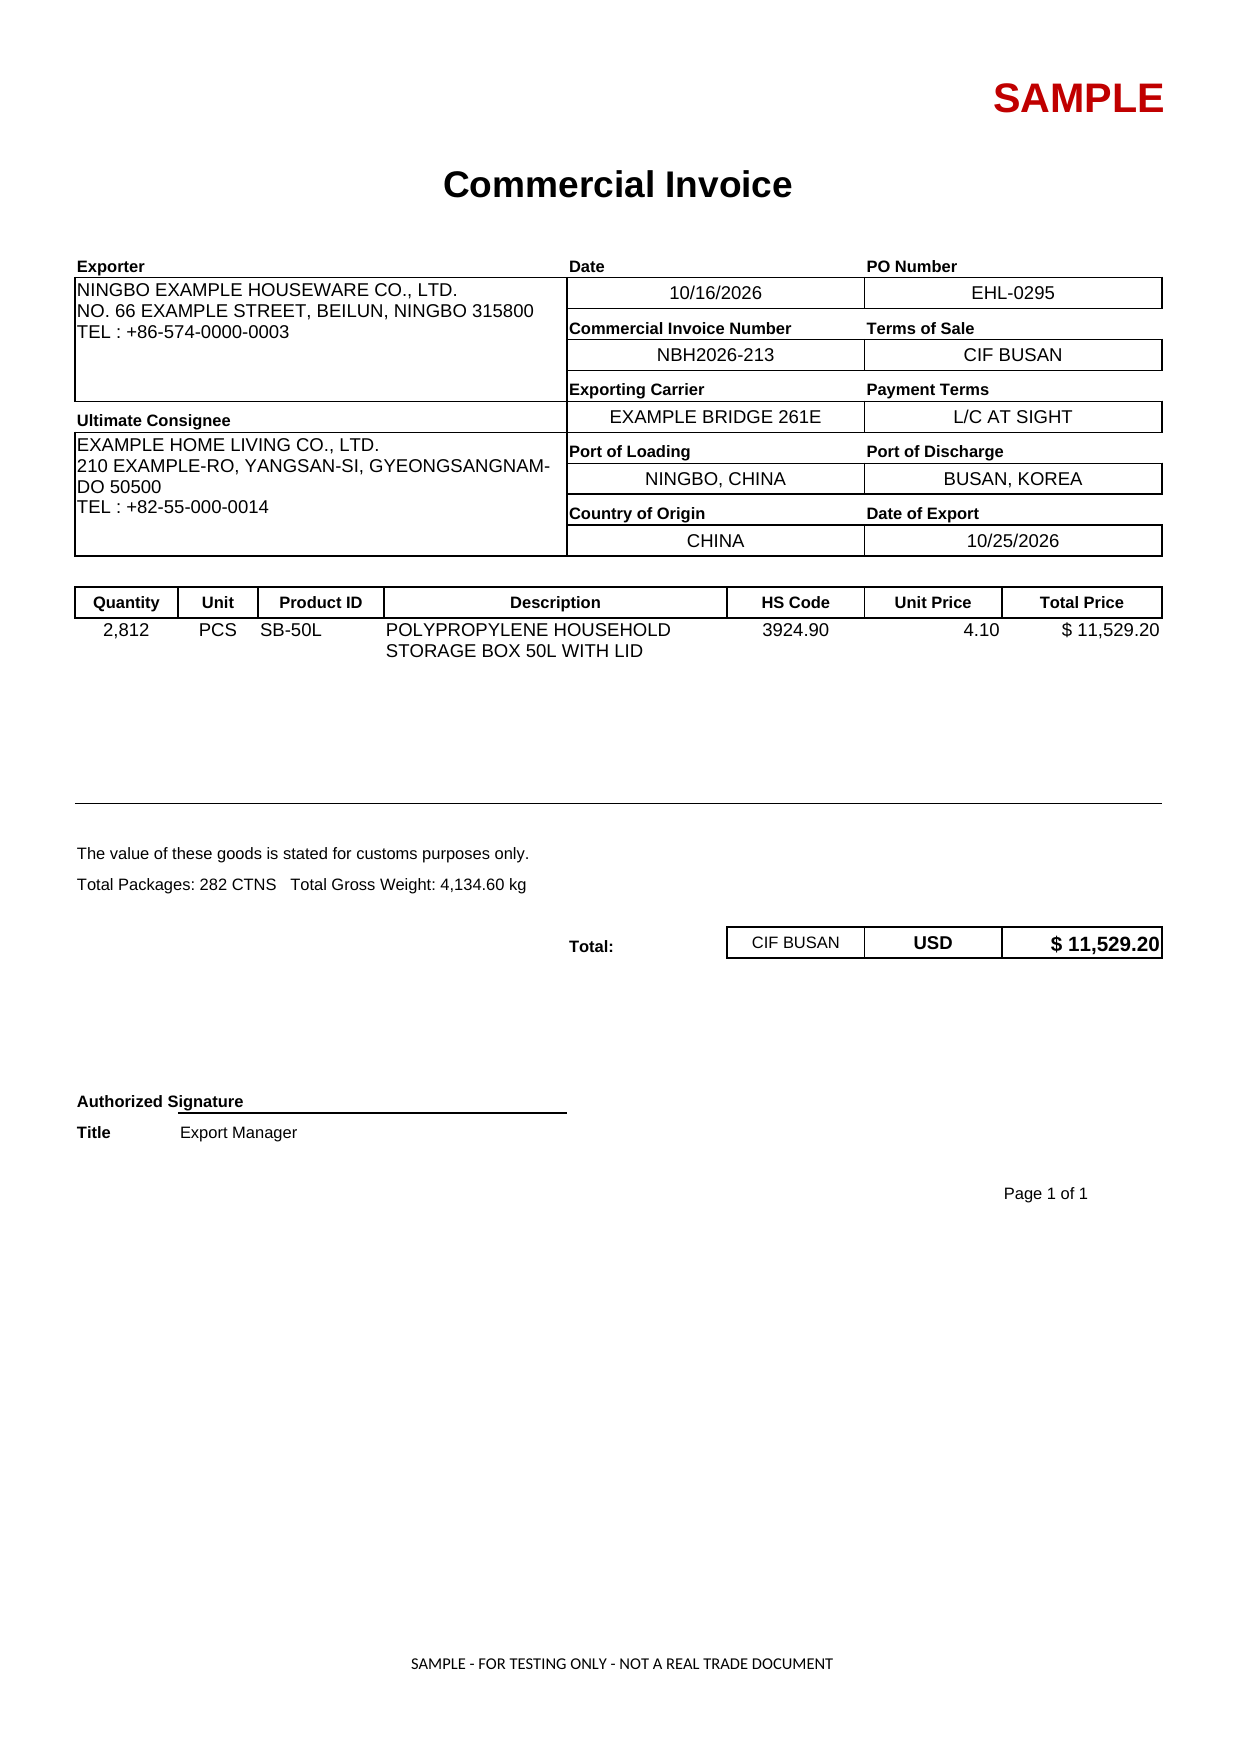 SAMPLE
Commercial Invoice
Exporter
NINGBO EXAMPLE HOUSEWARE CO., LTD.
NO. 66 EXAMPLE STREET, BEILUN, NINGBO 315800
TEL : +86-574-0000-0003
Date PO Number
10/16/2026 EHL-0295
Commercial Invoice Number Terms of Sale
NBH2026-213 CIF BUSAN
Exporting Carrier Payment Terms
EXAMPLE BRIDGE 261E L/C AT SIGHT
Ultimate Consignee
EXAMPLE HOME LIVING CO., LTD.
210 EXAMPLE-RO, YANGSAN-SI, GYEONGSANGNAM-
DO 50500
TEL : +82-55-000-0014
Port of Loading Port of Discharge
NINGBO, CHINA BUSAN, KOREA
Country of Origin Date of Export
CHINA 10/25/2026
Quantity Unit Product ID Description HS Code Unit Price Total Price
2,812 PCS SB-50L POLYPROPYLENE HOUSEHOLD 3924.90 4.10 $ 11,529.20
STORAGE BOX 50L WITH LID
The value of these goods is stated for customs purposes only.
Total Packages: 282 CTNS Total Gross Weight: 4,134.60 kg
Total: CIF BUSAN USD $ 11,529.20
Authorized Signature
Title Export Manager
Page 1 of 1
SAMPLE - FOR TESTING ONLY - NOT A REAL TRADE DOCUMENT